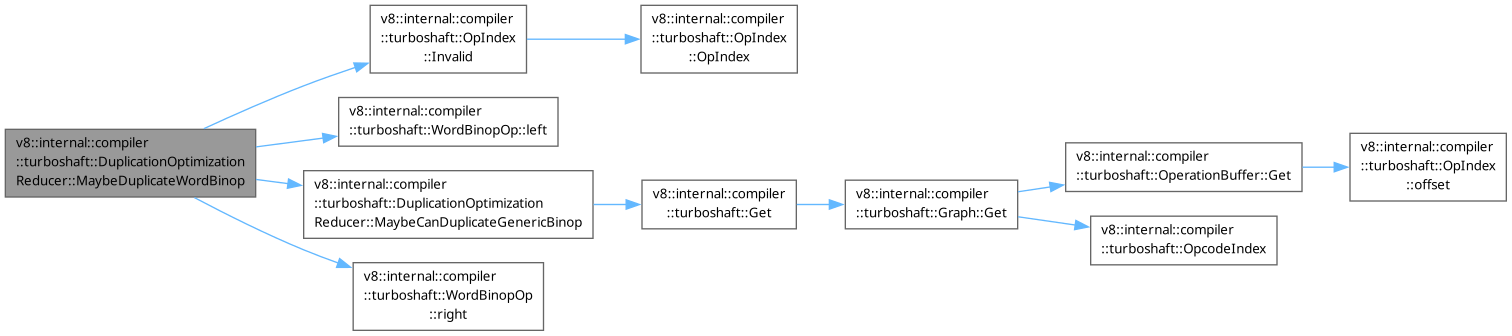 v8::internal::compiler
::turboshaft::DuplicationOptimization
Reducer::MaybeDuplicateWordBinop
v8::internal::compiler
::turboshaft::OpIndex
::Invalid
v8::internal::compiler
::turboshaft::OpIndex
::OpIndex
v8::internal::compiler
::turboshaft::WordBinopOp::left
v8::internal::compiler
::turboshaft::DuplicationOptimization
Reducer::MaybeCanDuplicateGenericBinop
v8::internal::compiler
::turboshaft::Get
v8::internal::compiler
::turboshaft::Graph::Get
v8::internal::compiler
::turboshaft::OperationBuffer::Get
v8::internal::compiler
::turboshaft::OpIndex
::offset
v8::internal::compiler
::turboshaft::OpcodeIndex
v8::internal::compiler
::turboshaft::WordBinopOp
::right